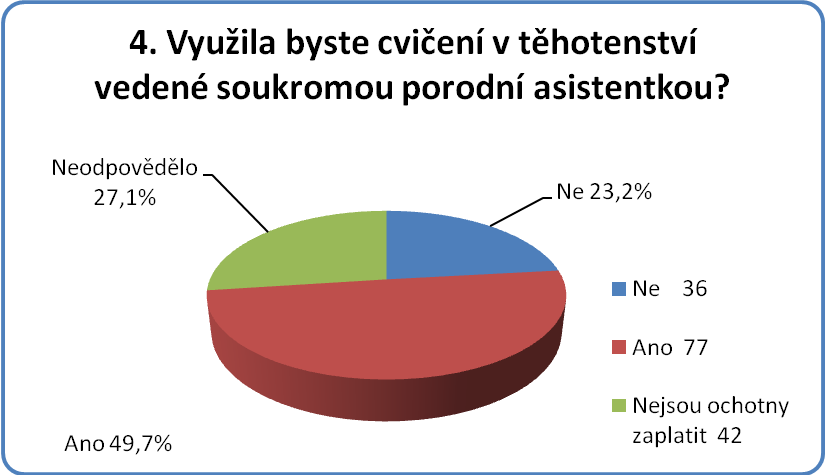 4. Využila byste cvičení v těhotenství
vedené soukromou porodní asistentkou?
Neodpovědělo
27,1%
Ne 23,2%
Ne 36
Ano 77
Nejsou ochotny
zaplatit 42
Ano 49,7%